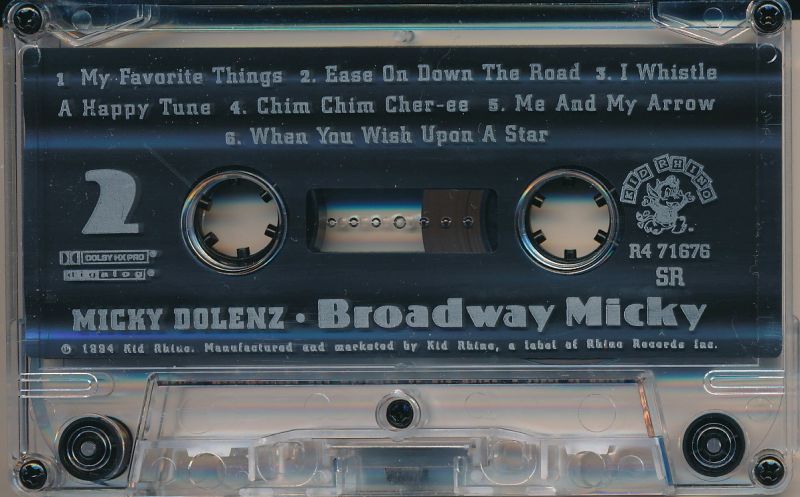 1 My Favorite Things 2. Ease On Down The Road 3. I Whistle
A Happy Tune 4. Chim Chim Cher-ee 5. Me And My Arrow
6. When You Wish Upon A Star
2
KID RHINO
DOLBY HX PRO
digalog
R4 71676
SR
MICKY DOLENZ • Broadway Micky
© 1994 Kid Rhino. Manufactured and marketed by Kid Rhino, a label of Rhino Records Inc.